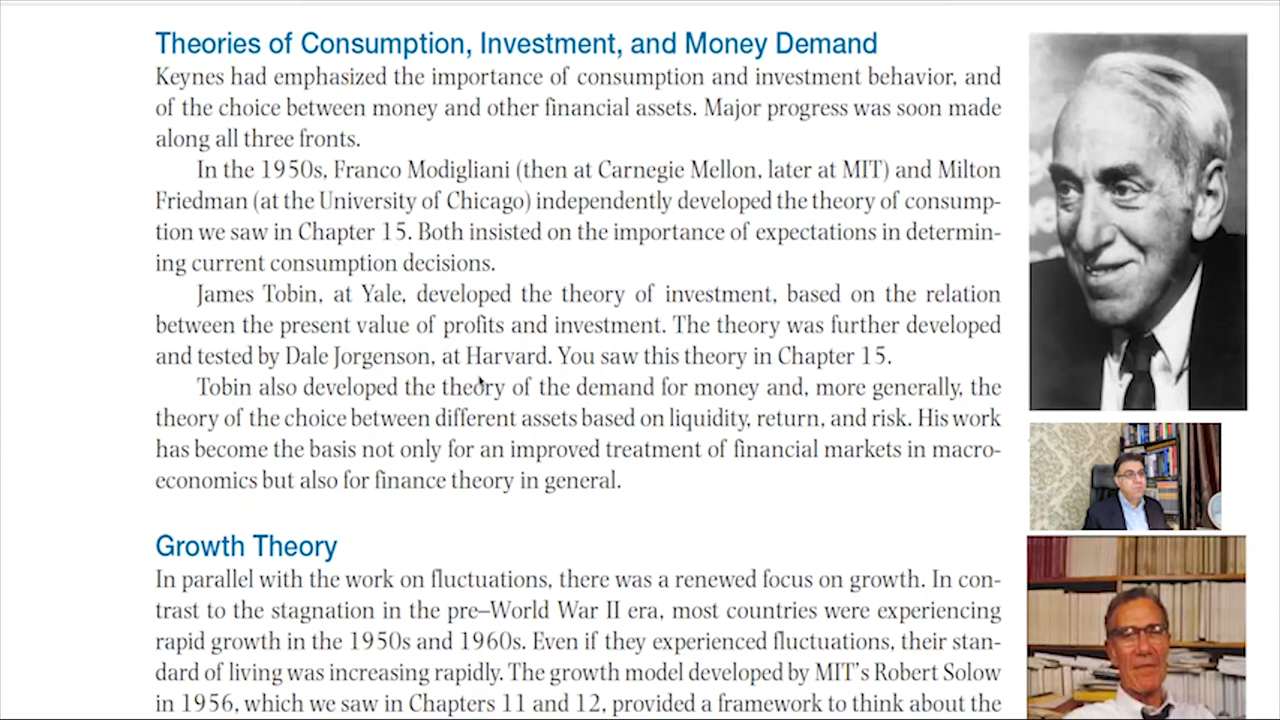 Theories of Consumption, Investment, and Money Demand
Keynes had emphasized the importance of consumption and investment behavior, and
of the choice between money and other financial assets. Major progress was soon made
along all three fronts.
In the 1950s, Franco Modigliani (then at Carnegie Mellon, later at MIT) and Milton
Friedman (at the University of Chicago) independently developed the theory of consump-
tion we saw in Chapter 15. Both insisted on the importance of expectations in determin-
ing current consumption decisions.
James Tobin, at Yale, developed the theory of investment, based on the relation
between the present value of profits and investment. The theory was further developed
and tested by Dale Jorgenson, at Harvard. You saw this theory in Chapter 15.
Tobin also developed the theory of the demand for money and, more generally, the
theory of the choice between different assets based on liquidity, return, and risk. His work
has become the basis not only for an improved treatment of financial markets in macro-
economics but also for finance theory in general.
Growth Theory
In parallel with the work on fluctuations, there was a renewed focus on growth. In con-
trast to the stagnation in the pre–World War II era, most countries were experiencing
rapid growth in the 1950s and 1960s. Even if they experienced fluctuations, their stan-
dard of living was increasing rapidly. The growth model developed by MIT's Robert Solow
in 1956, which we saw in Chapters 11 and 12, provided a framework to think about the